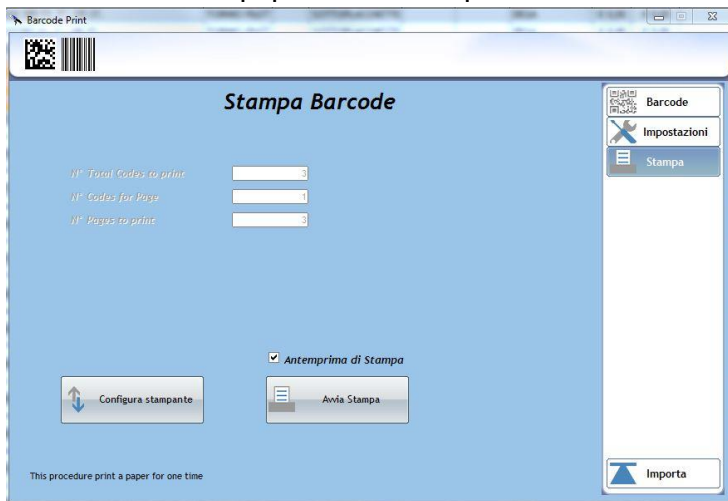 Barcode Print
Stampa Barcode
N° Total Codes to print 3
N° Codes for Page 1
N° Pages to print 3
Antemprima di Stampa
Configura stampante
Avvia Stampa
This procedure print a paper for one time
Barcode
Impostazioni
Stampa
Importa